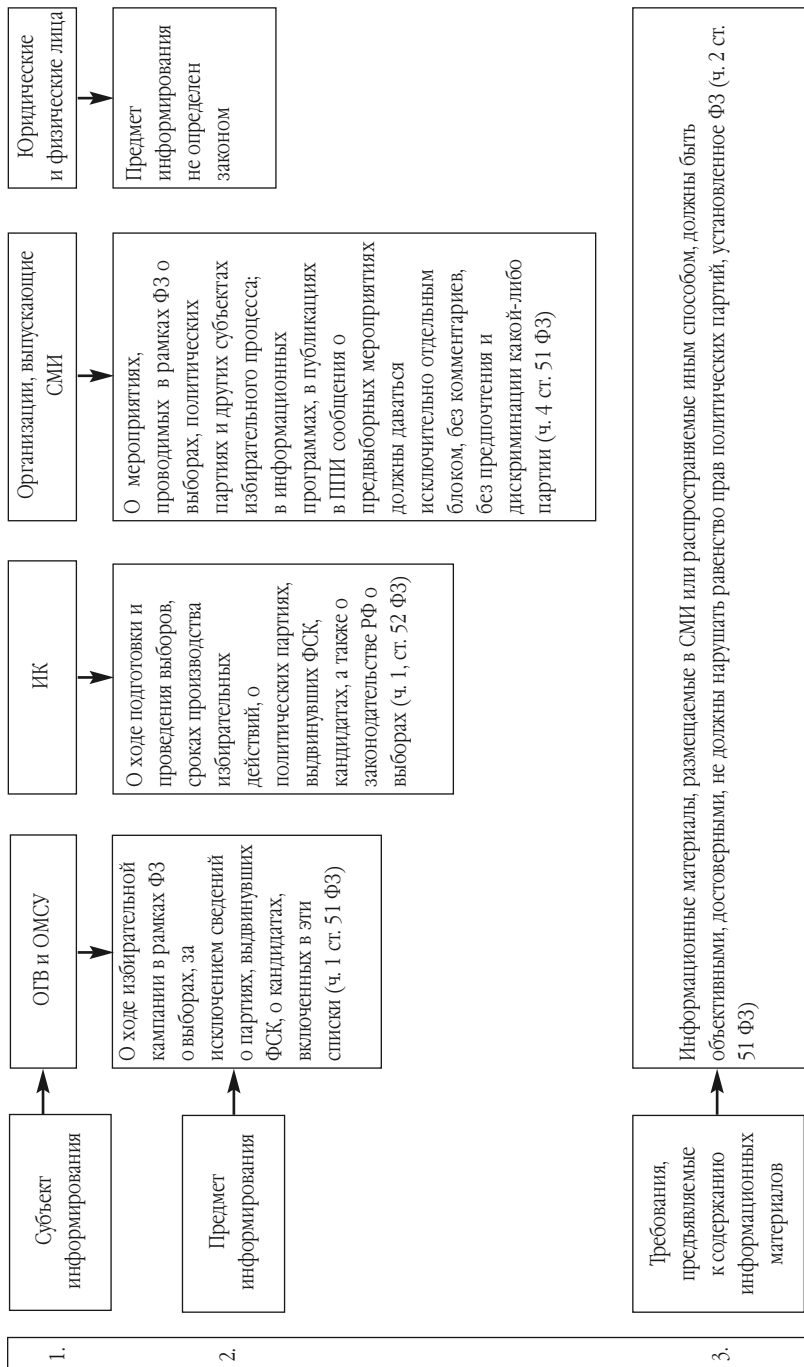 1.
Субъект
информирования
ОГВ и ОМСУ
ИК
Организации, выпускающие
СМИ
Юридические
и физические лица
2.
Предмет
информирования
О ходе избирательной
кампании в рамках ФЗ
о выборах, за
исключением сведений
о партиях, выдвинувших
ФСК, о кандидатах,
включенных в эти
списки (ч. 1 ст. 51 ФЗ)
О ходе подготовки и
проведения выборов,
сроках производства
избирательных
действий, о
политических партиях,
выдвинувших ФСК,
кандидатах, а также о
законодательстве РФ о
выборах (ч. 1, ст. 52 ФЗ)
О мероприятиях,
проводимых в рамках ФЗ о
выборах, политических
партиях и других субъектах
избирательного процесса;
в информационных
программах, в публикациях
в ППИ сообщения о
предвыборных мероприятиях
должны даваться
исключительно отдельным
блоком, без комментариев,
без предпочтения и
дискриминации какой-либо
партии (ч. 4 ст. 51 ФЗ)
Предмет
информирования
не определен
законом
3.
Требования,
предъявляемые
к содержанию
информационных
материалов
Информационные материалы, размещаемые в СМИ или распространяемые иным способом, должны быть
объективными, достоверными, не должны нарушать равенство прав политических партий, установленное ФЗ (ч. 2 ст.
51 ФЗ)